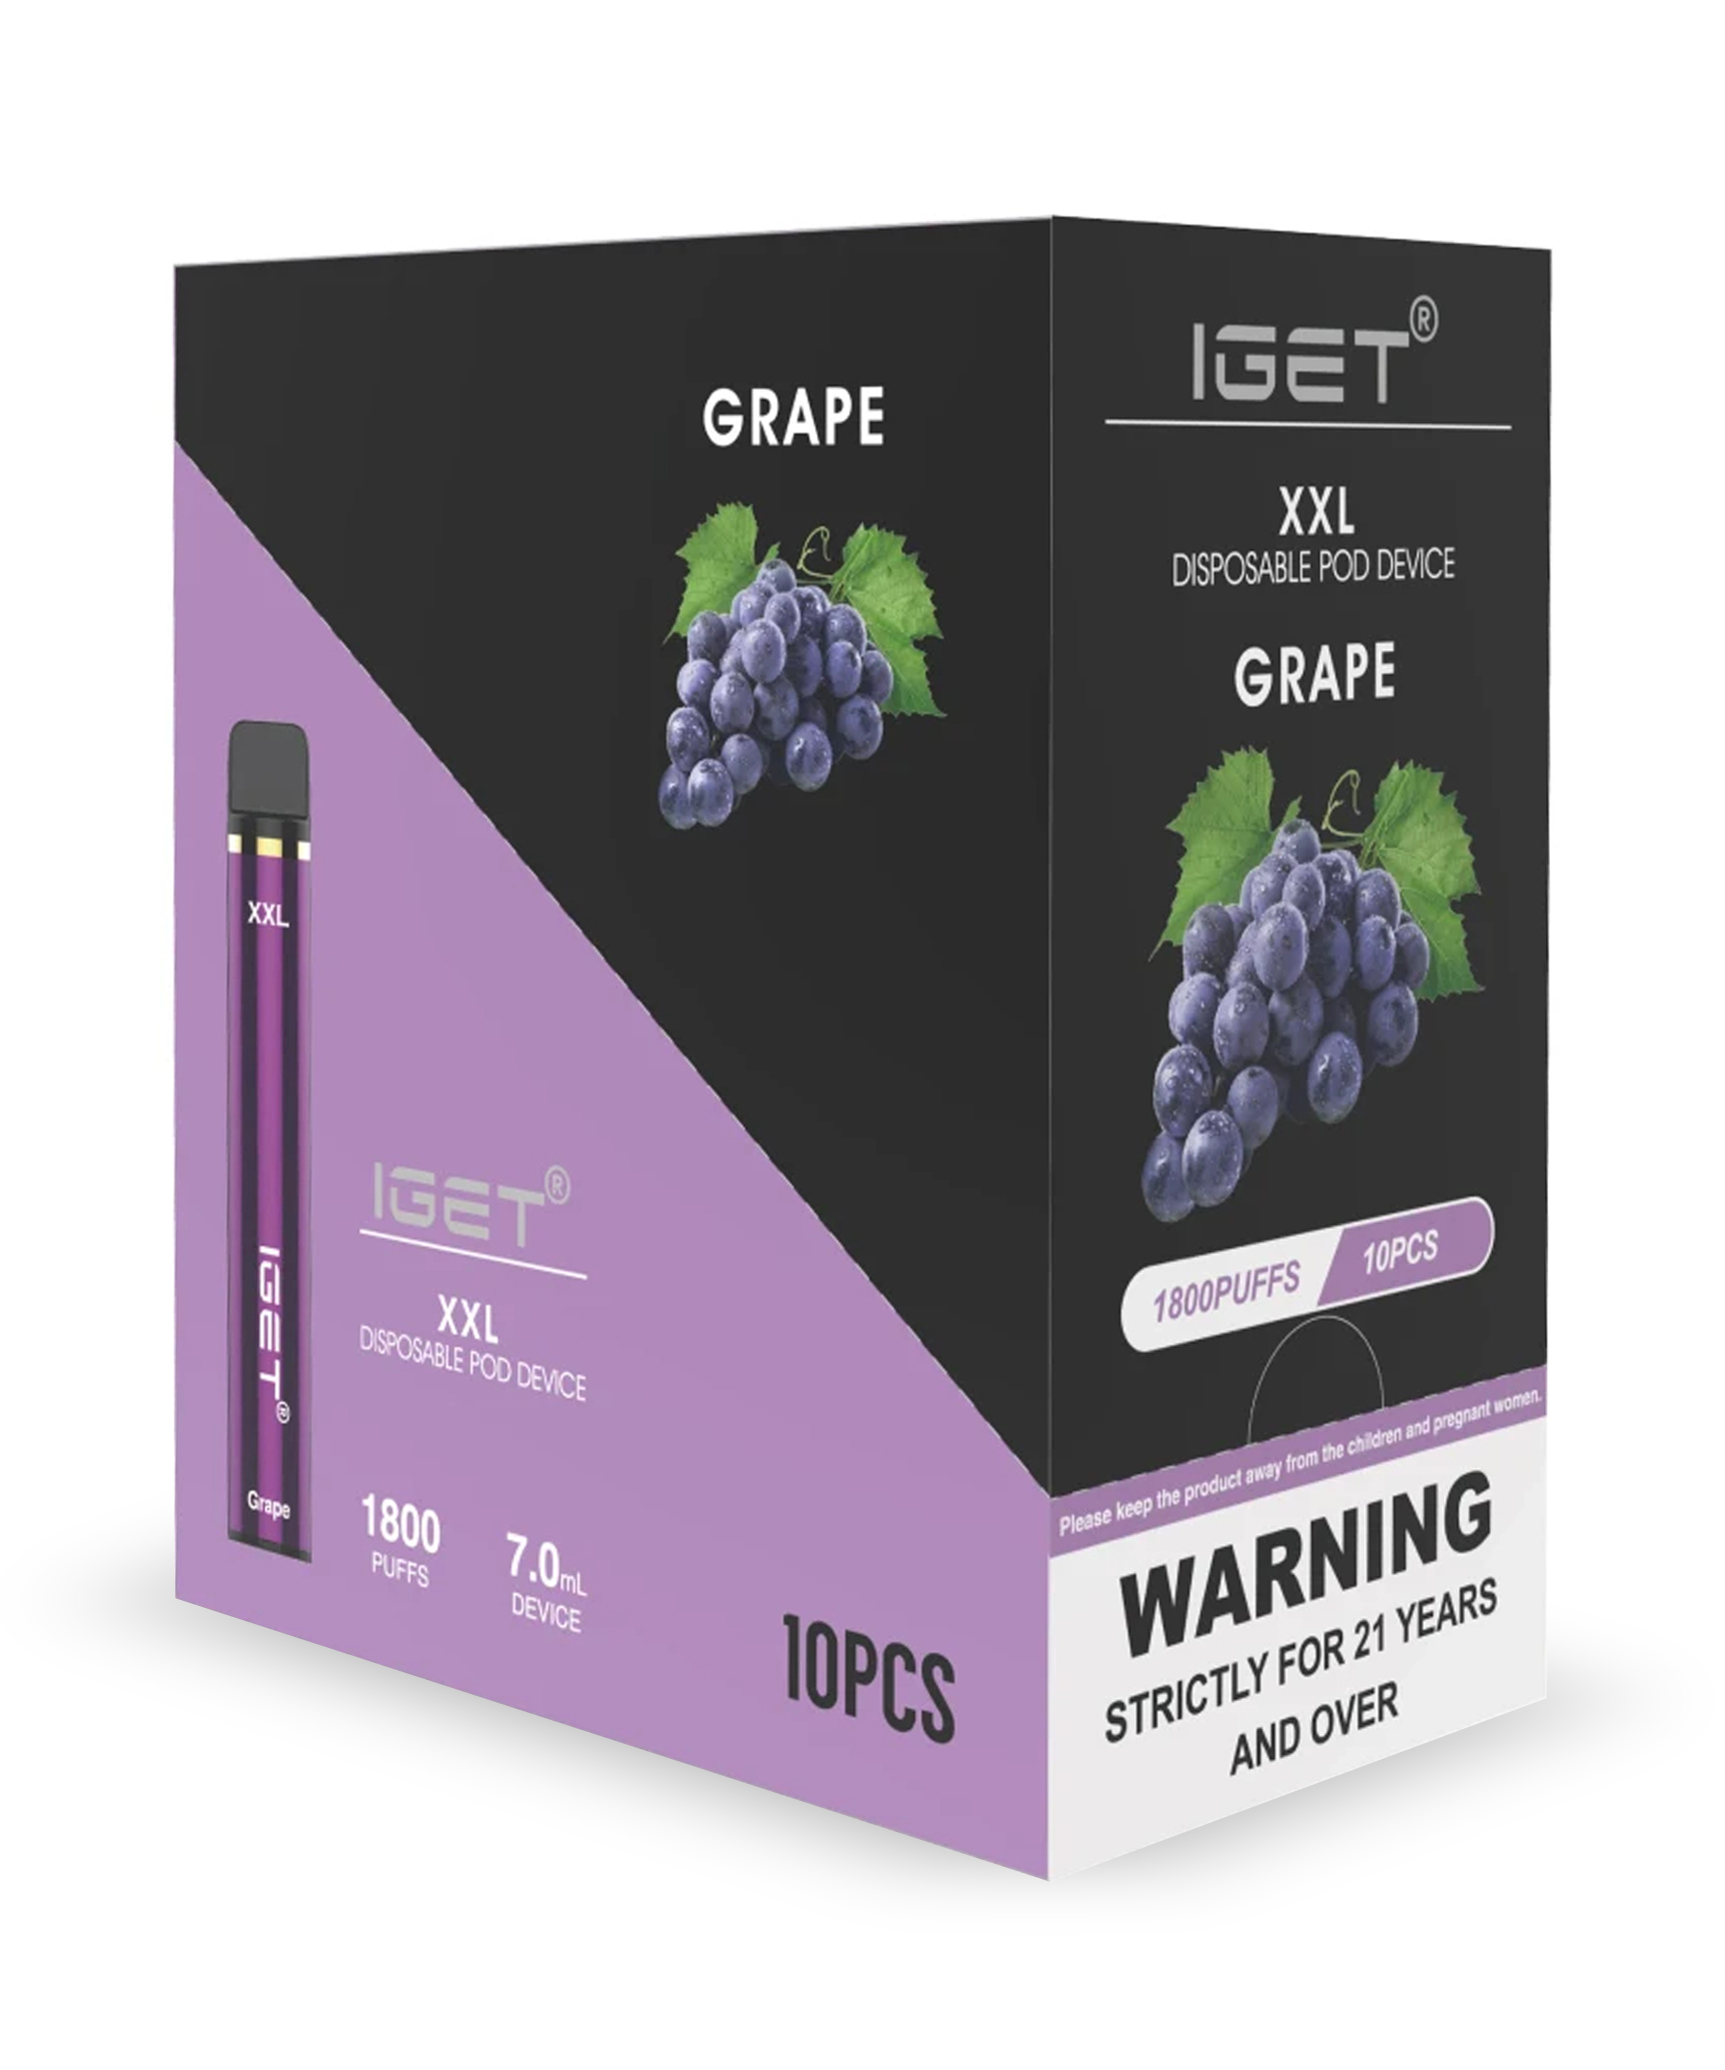 GRAPE
XXL
IGET®
Grape
IGET®
XXL
DISPOSABLE POD DEVICE
1800
PUFFS
7.0mL
DEVICE
10PCS
IGET®
XXL
DISPOSABLE POD DEVICE
GRAPE
1800PUFFS 10PCS
Please keep the product away from the children and pregnant women.
WARNING
STRICTLY FOR 21 YEARS
AND OVER